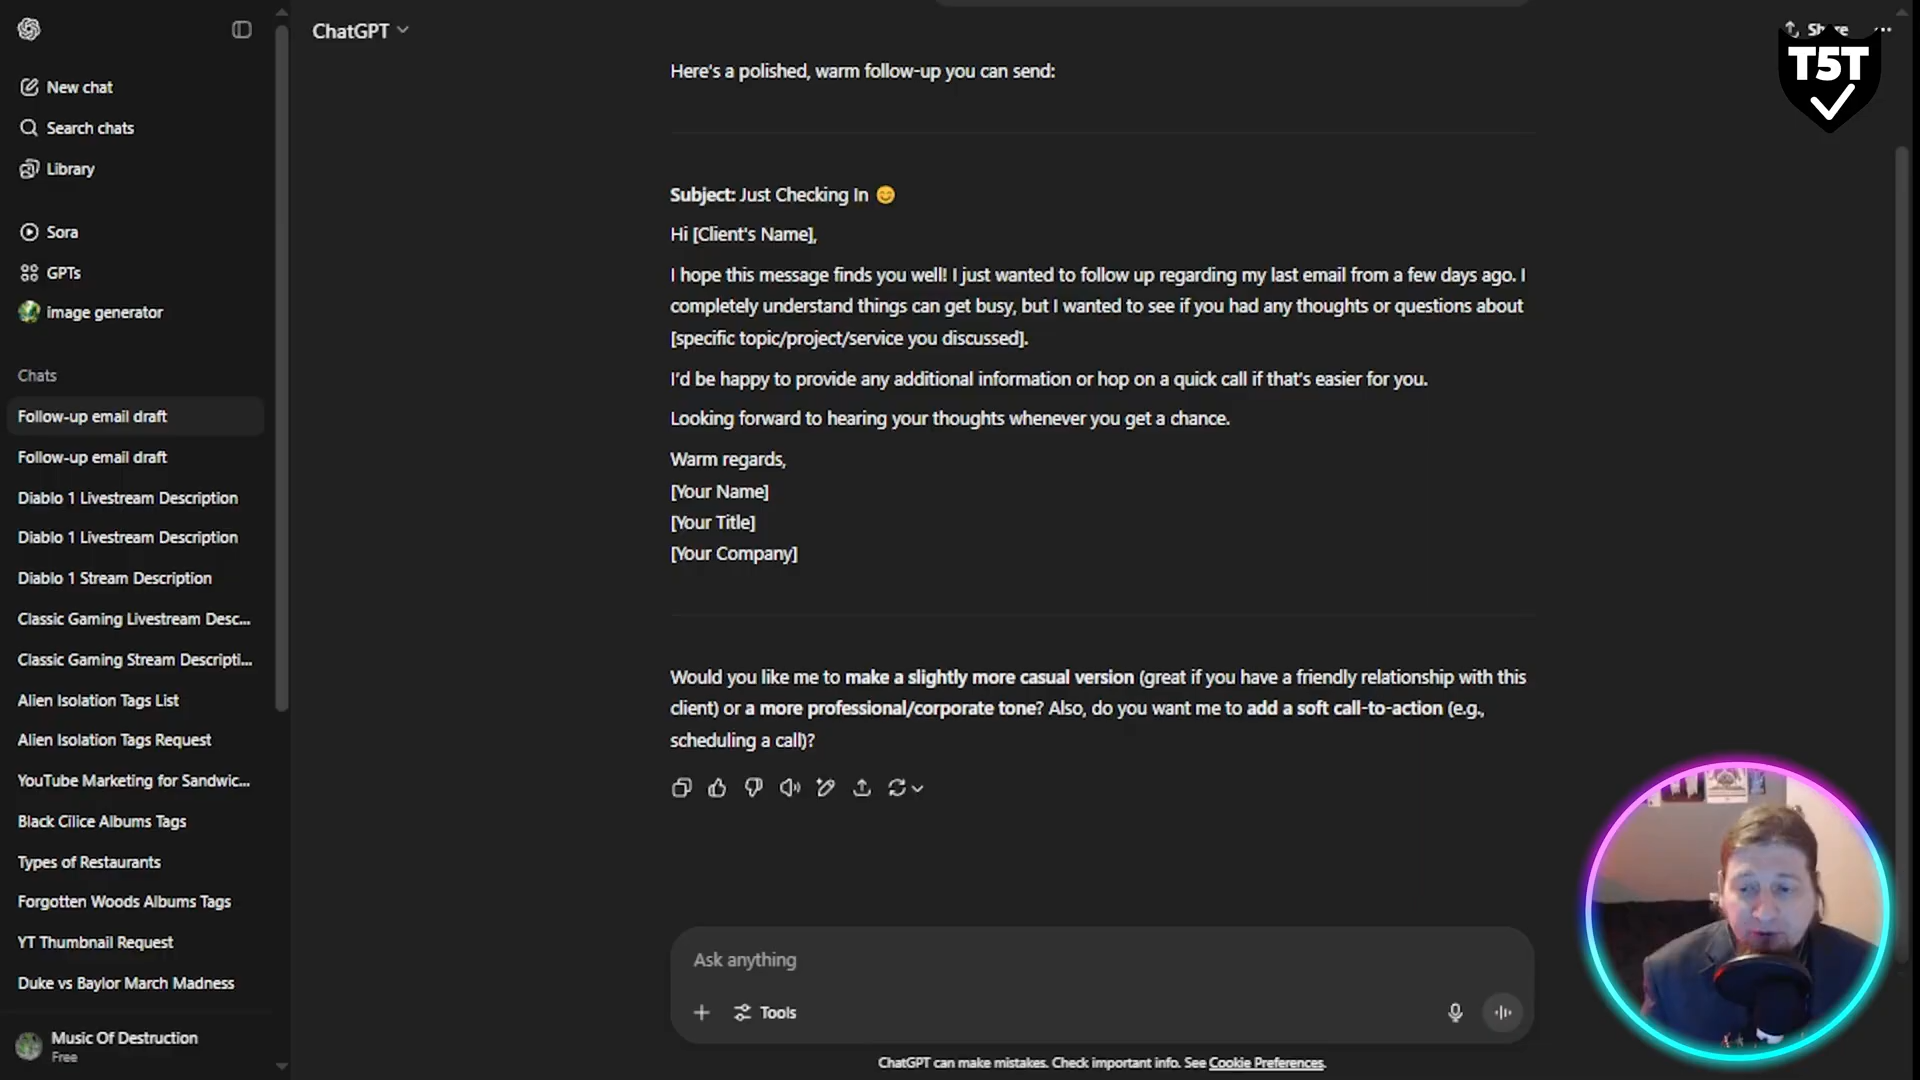 ChatGPT
Share
T5T
New chat
Search chats
Library
Sora
GPTs
image generator
Chats
Follow-up email draft
Follow-up email draft
Diablo 1 Livestream Description
Diablo 1 Livestream Description
Diablo 1 Stream Description
Classic Gaming Livestream Desc...
Classic Gaming Stream Descripti...
Alien Isolation Tags List
Alien Isolation Tags Request
YouTube Marketing for Sandwic...
Black Cilice Albums Tags
Types of Restaurants
Forgotten Woods Albums Tags
YT Thumbnail Request
Duke vs Baylor March Madness
Music Of Destruction
Free
Here's a polished, warm follow-up you can send:
Subject: Just Checking In 😊
Hi [Client's Name],
I hope this message finds you well! I just wanted to follow up regarding my last email from a few days ago. I
completely understand things can get busy, but I wanted to see if you had any thoughts or questions about
[specific topic/project/service you discussed].
I'd be happy to provide any additional information or hop on a quick call if that's easier for you.
Looking forward to hearing your thoughts whenever you get a chance.
Warm regards,
[Your Name]
[Your Title]
[Your Company]
Would you like me to make a slightly more casual version (great if you have a friendly relationship with this
client) or a more professional/corporate tone? Also, do you want me to add a soft call-to-action (e.g.,
scheduling a call)?
Ask anything
Tools
ChatGPT can make mistakes. Check important info. See Cookie Preferences.